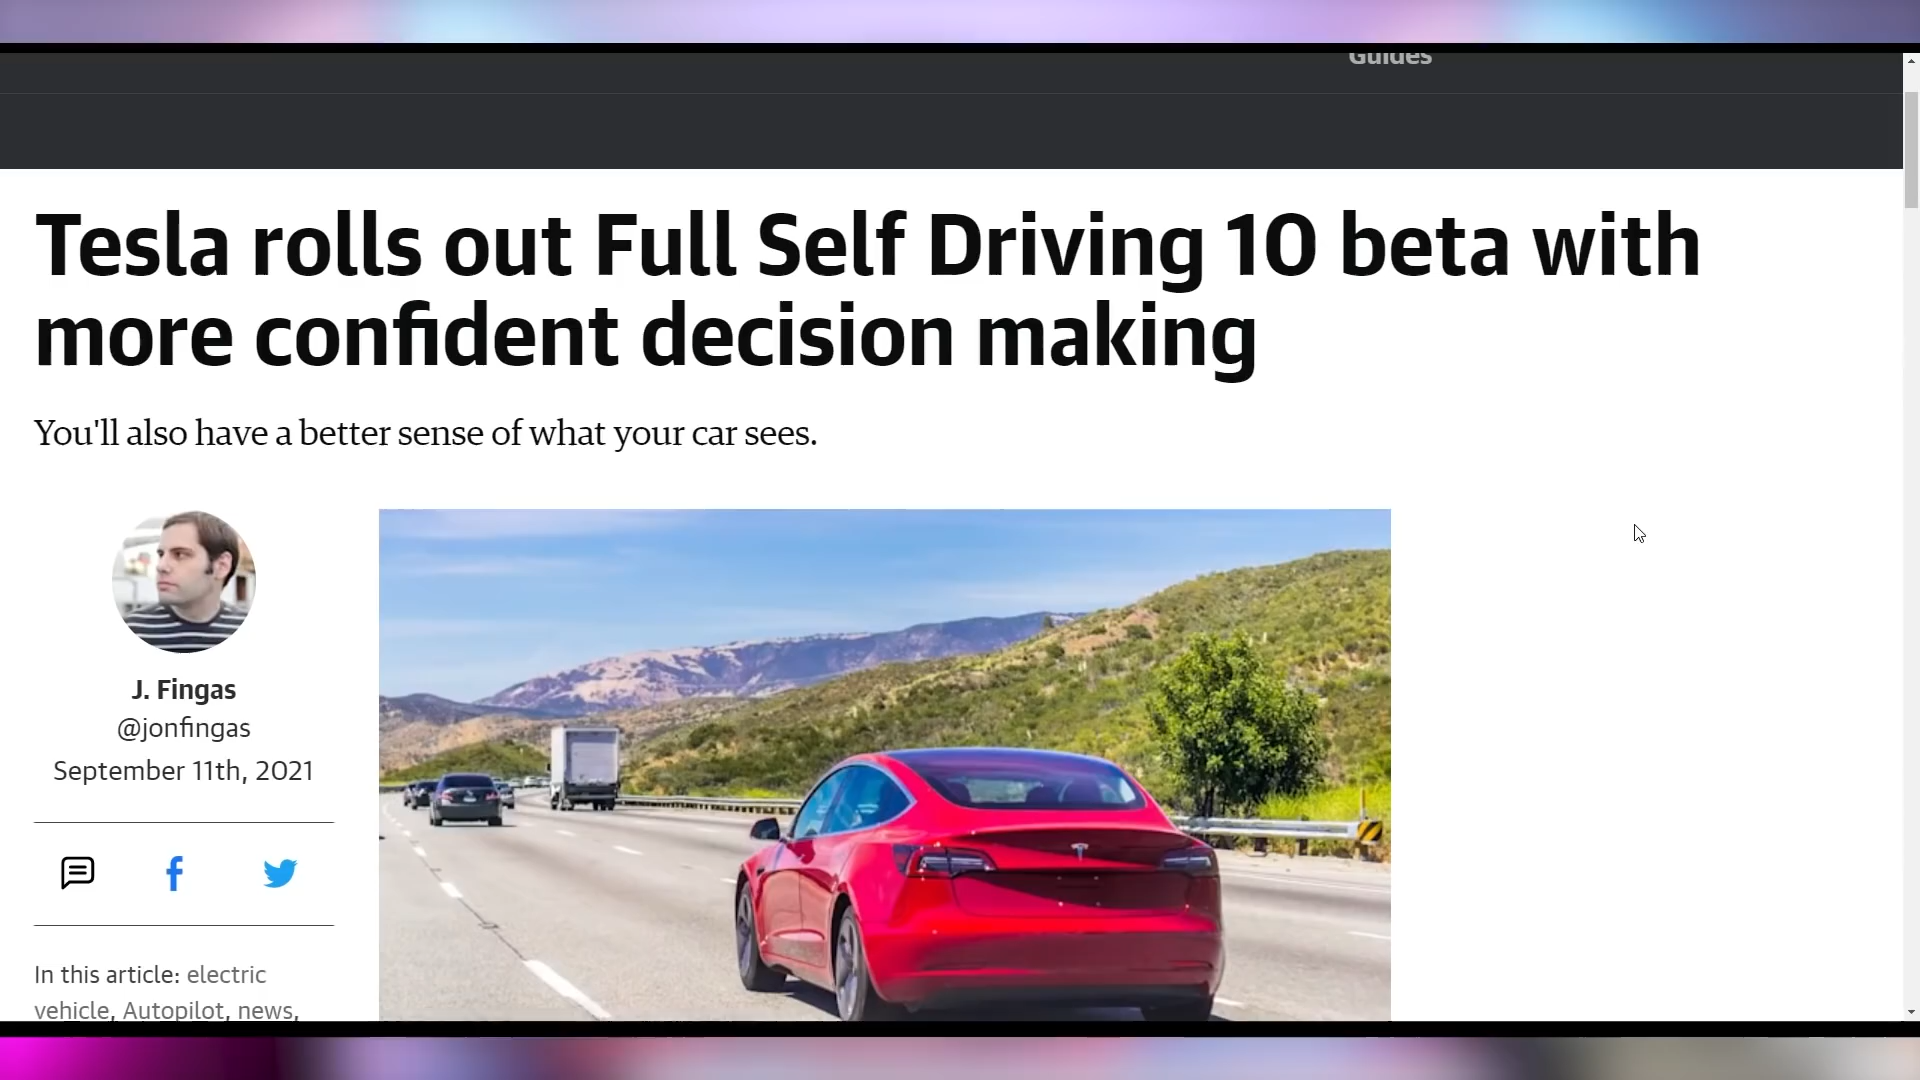 Guides
Tesla rolls out Full Self Driving 10 beta with
more confident decision making
You'll also have a better sense of what your car sees.
J. Fingas
@jonfingas
September 11th, 2021
In this article: electric
vehicle, Autopilot, news,